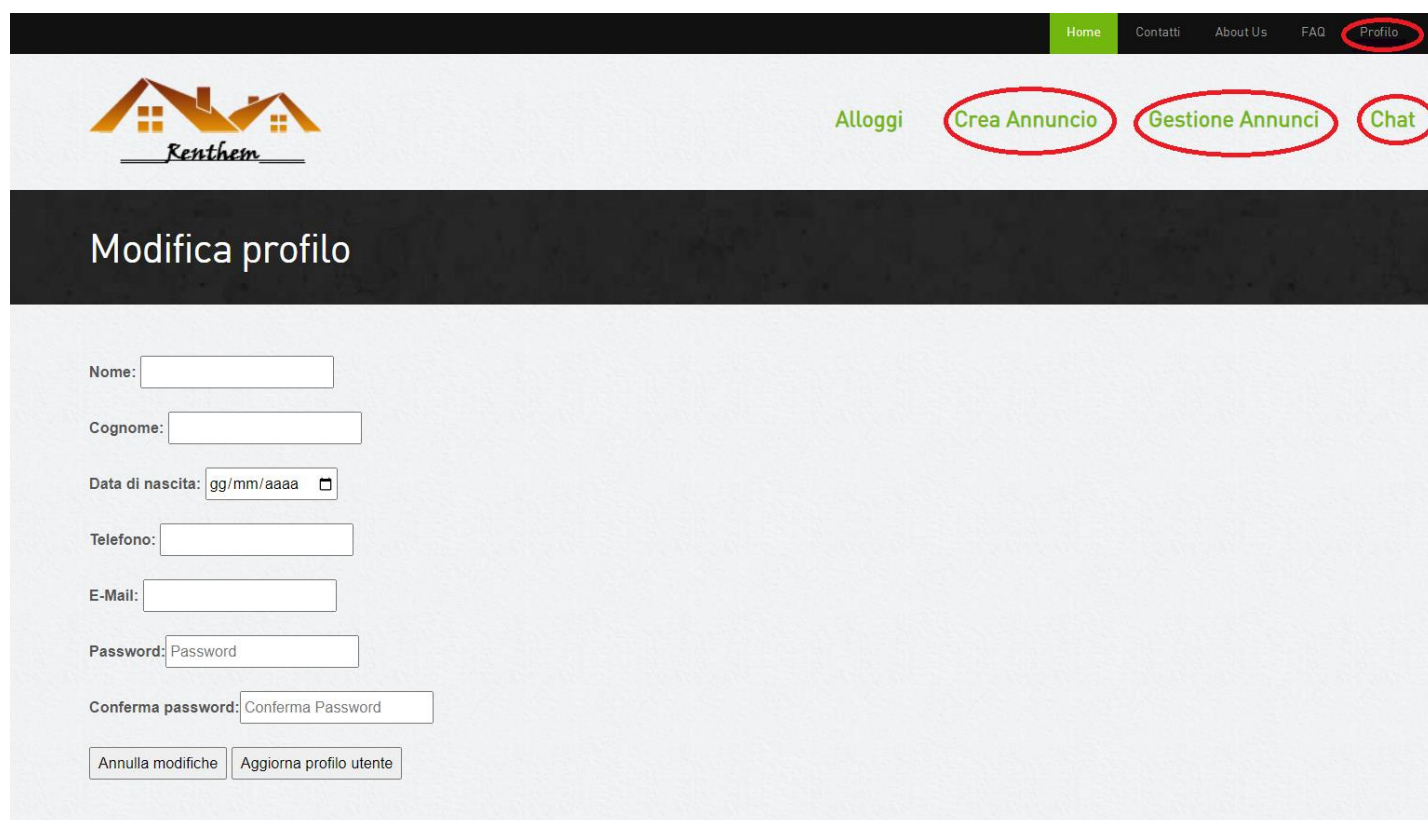 Home Contatti About Us FAQ Profilo
Renthem
Alloggi Crea Annuncio Gestione Annunci Chat
Modifica profilo
Nome:
Cognome:
Data di nascita: gg/mm/aaaa
Telefono:
E-Mail:
Password: Password
Conferma password: Conferma Password
Annulla modifiche Aggiorna profilo utente